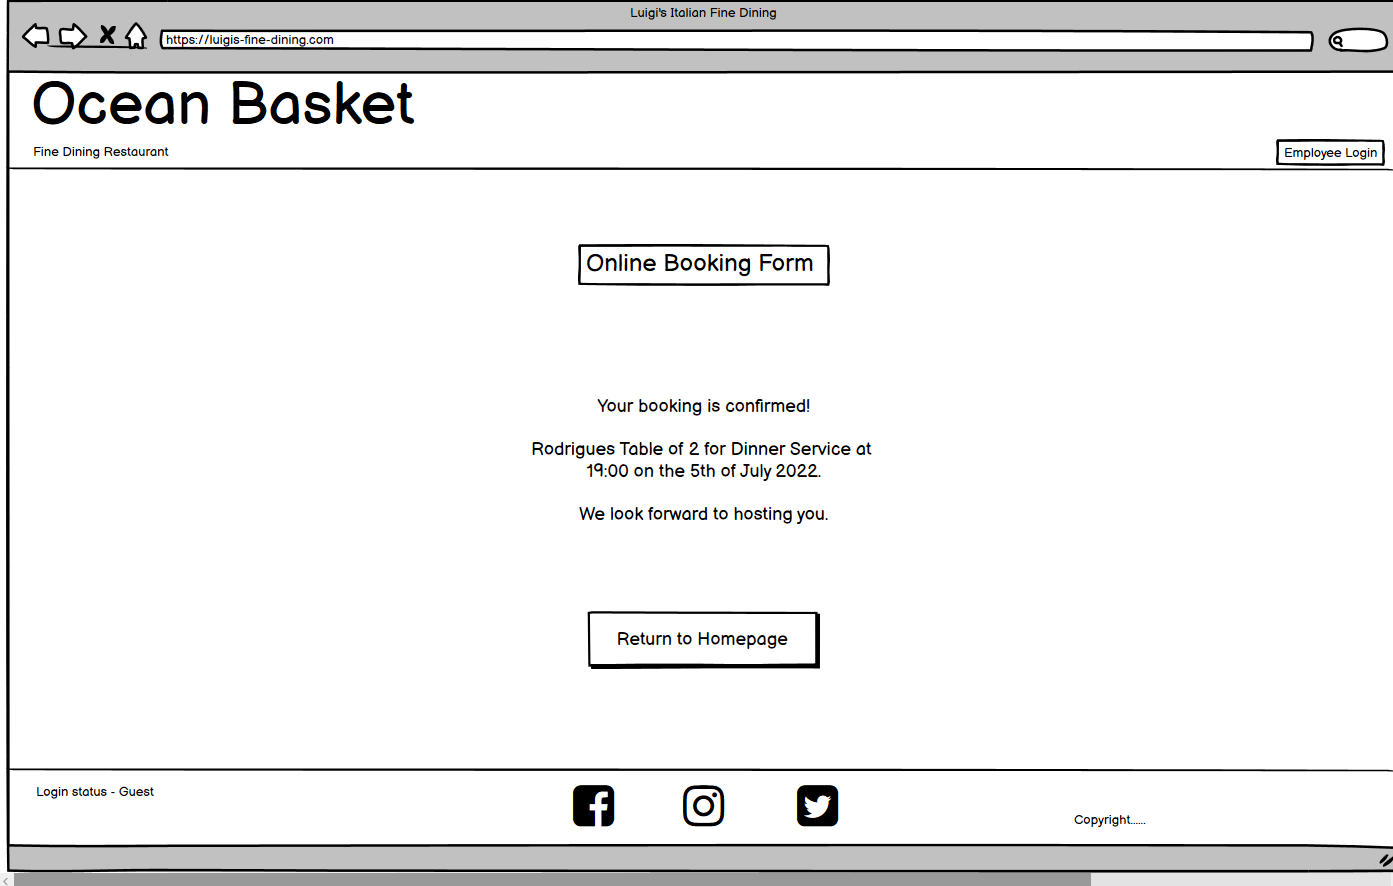 Luigi's Italian Fine Dining
https://luigis-fine-dining.com
Ocean Basket
Fine Dining Restaurant
Employee Login
Online Booking Form
Your booking is confirmed!
Rodrigues Table of 2 for Dinner Service at
19:00 on the 5th of July 2022.
We look forward to hosting you.
Return to Homepage
Login status - Guest
Copyright......